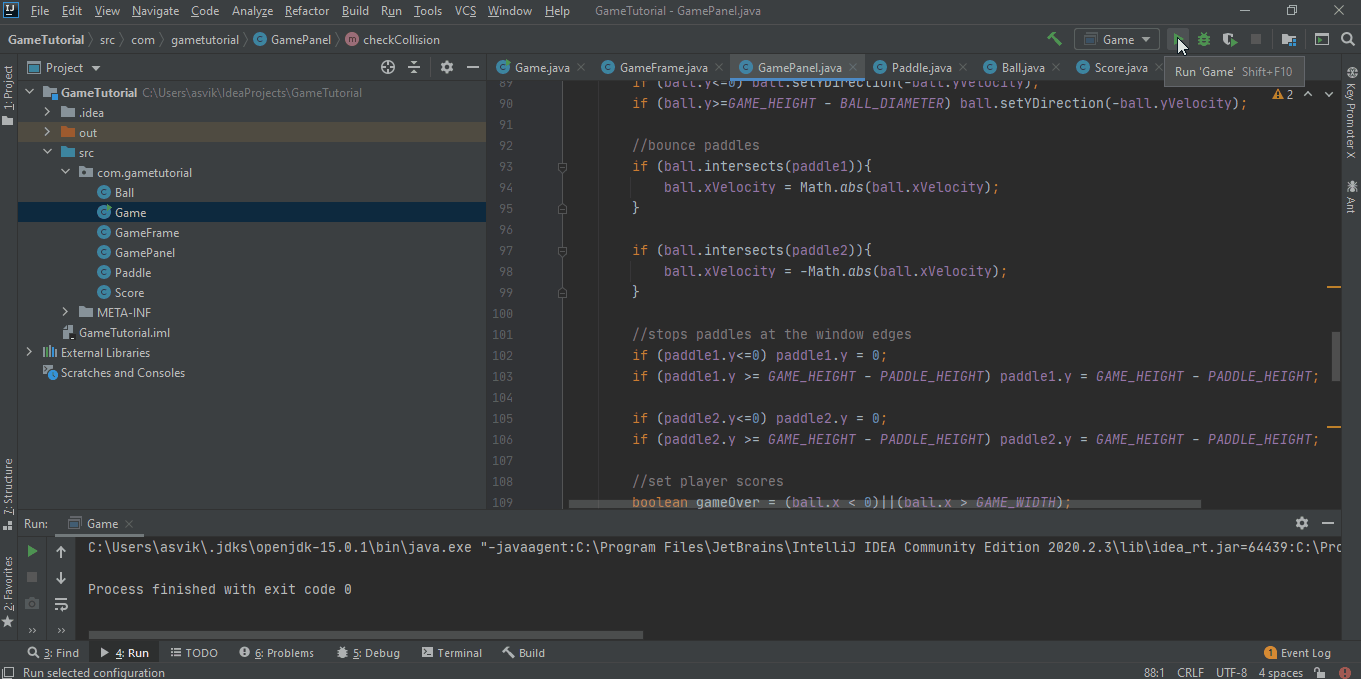 File Edit View Navigate Code Analyze Refactor Build Run Tools VCS Window Help GameTutorial - GamePanel.java
GameTutorial src com gametutorial GamePanel checkCollision Game
Run 'Game' Shift+F10
Project
Game.java GameFrame.java GamePanel.java Paddle.java Ball.java Score.java
1: Project
GameTutorial C:\Users\asvik\IdeaProjects\GameTutorial
.idea
out
src
com.gametutorial
Ball
Game
GameFrame
GamePanel
Paddle
Score
META-INF
GameTutorial.iml
External Libraries
Scratches and Consoles
2
89 if (ball.y<=0) ball.setYDirection(-ball.yVelocity);
90 if (ball.y>=GAME_HEIGHT - BALL_DIAMETER) ball.setYDirection(-ball.yVelocity);
91
92 //bounce paddles
93 if (ball.intersects(paddle1)){
94 ball.xVelocity = Math.abs(ball.xVelocity);
95 }
96
97 if (ball.intersects(paddle2)){
98 ball.xVelocity = -Math.abs(ball.xVelocity);
99 }
100
101 //stops paddles at the window edges
102 if (paddle1.y<=0) paddle1.y = 0;
103 if (paddle1.y >= GAME_HEIGHT - PADDLE_HEIGHT) paddle1.y = GAME_HEIGHT - PADDLE_HEIGHT;
104
105 if (paddle2.y<=0) paddle2.y = 0;
106 if (paddle2.y >= GAME_HEIGHT - PADDLE_HEIGHT) paddle2.y = GAME_HEIGHT - PADDLE_HEIGHT;
107
108 //set player scores
109 boolean gameOver = (ball.x < 0)||(ball.x > GAME_WIDTH);
Key Promoter X
Ant
7: Structure
2: Favorites
Run: Game
C:\Users\asvik\.jdks\openjdk-15.0.1\bin\java.exe "-javaagent:C:\Program Files\JetBrains\IntelliJ IDEA Community Edition 2020.2.3\lib\idea_rt.jar=64439:C:\Pro
Process finished with exit code 0
3: Find 4: Run TODO 6: Problems 5: Debug Terminal Build 1 Event Log
Run selected configuration 88:1 CRLF UTF-8 4 spaces